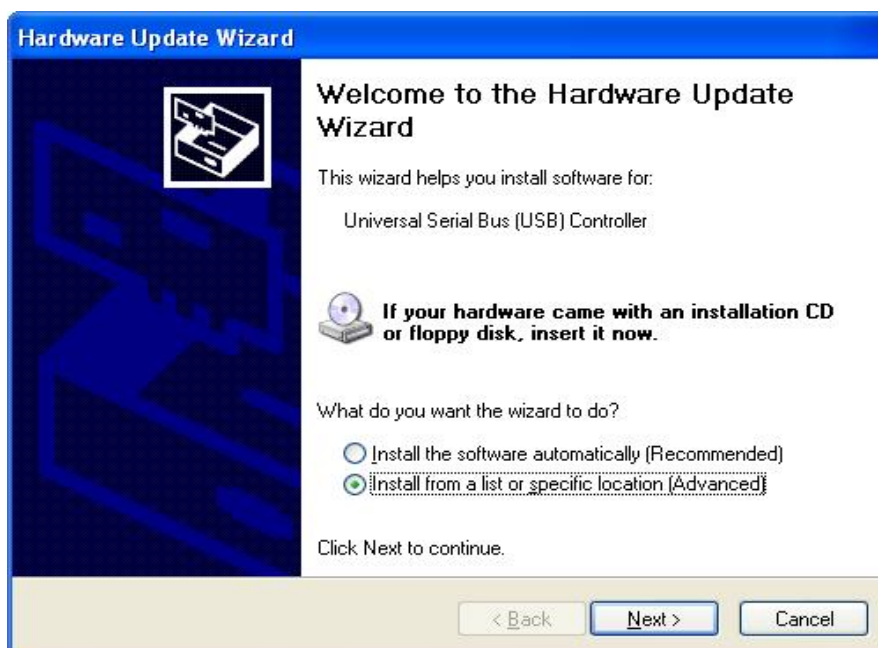 Hardware Update Wizard
Welcome to the Hardware Update
Wizard
This wizard helps you install software for:
Universal Serial Bus (USB) Controller
If your hardware came with an installation CD
or floppy disk, insert it now.
What do you want the wizard to do?
Install the software automatically (Recommended)
Install from a list or specific location (Advanced)
Click Next to continue.
< Back Next > Cancel